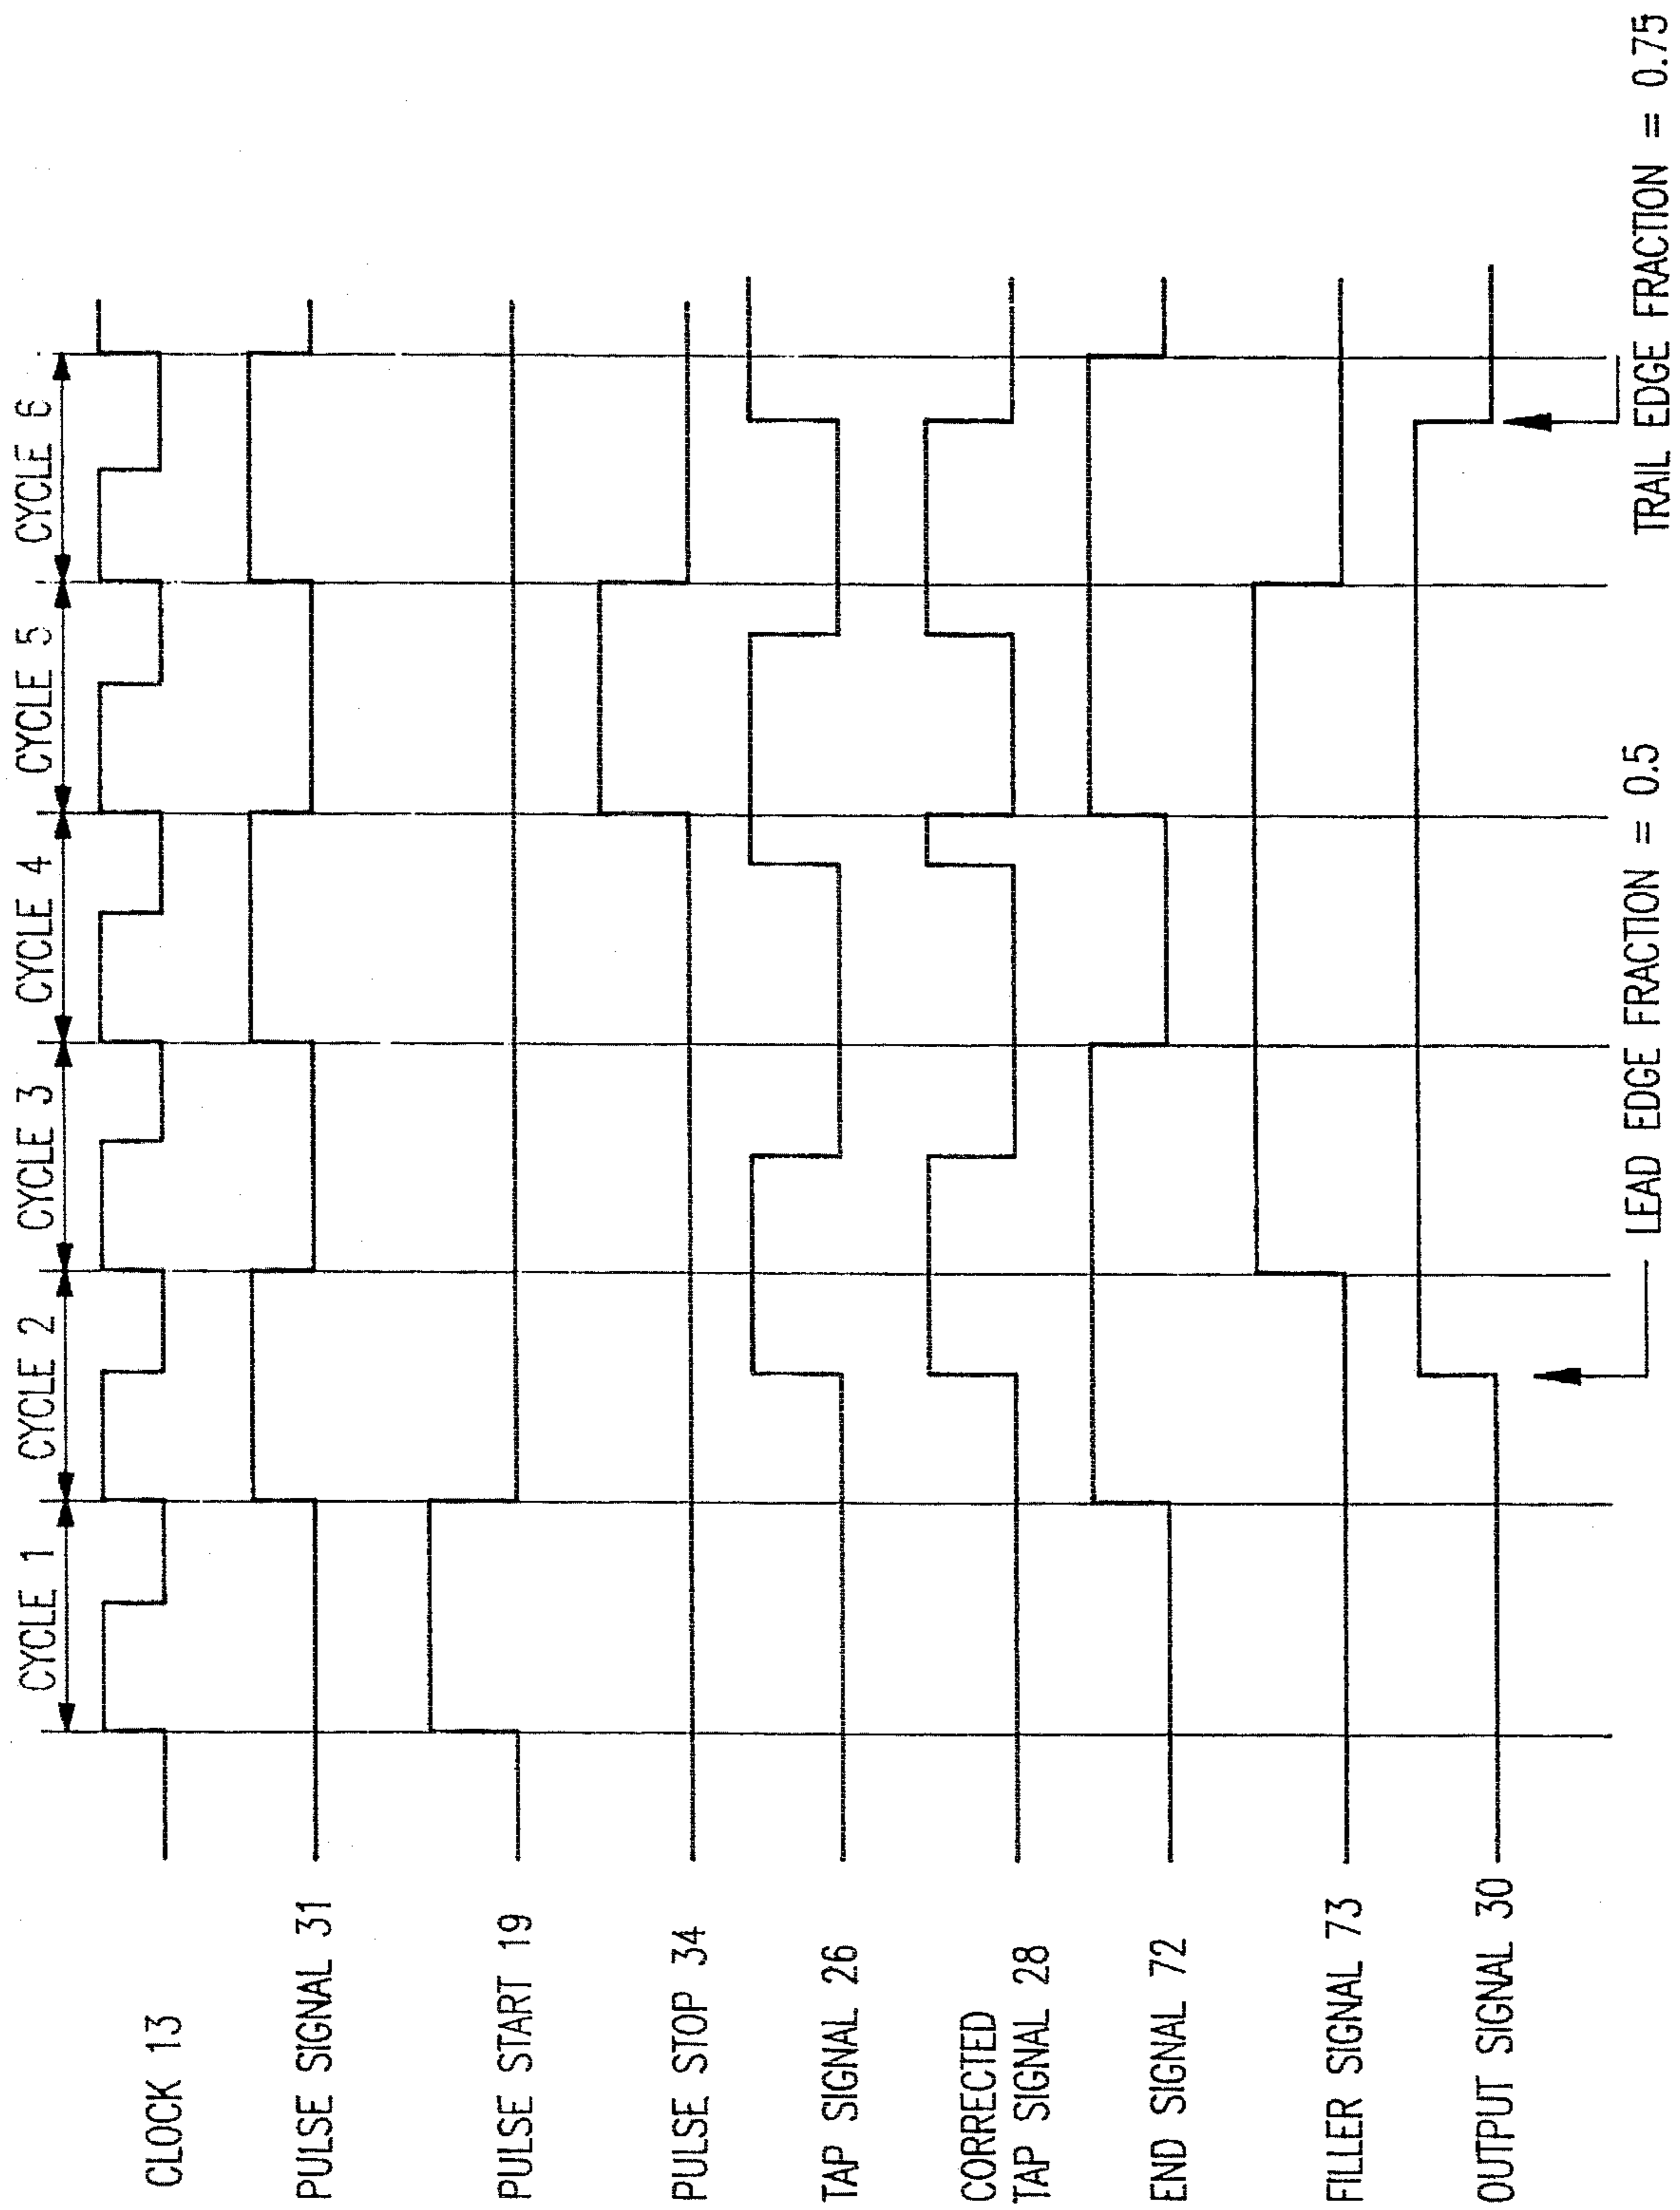 CYCLE 1
CYCLE 2
CYCLE 3
CYCLE 4
CYCLE 5
CYCLE 6
CLOCK 13
PULSE SIGNAL 31
PULSE START 19
PULSE STOP 34
TAP SIGNAL 26
CORRECTED
TAP SIGNAL 28
END SIGNAL 72
FILLER SIGNAL 73
OUTPUT SIGNAL 30
LEAD EDGE FRACTION = 0.5
TRAIL EDGE FRACTION = 0.75